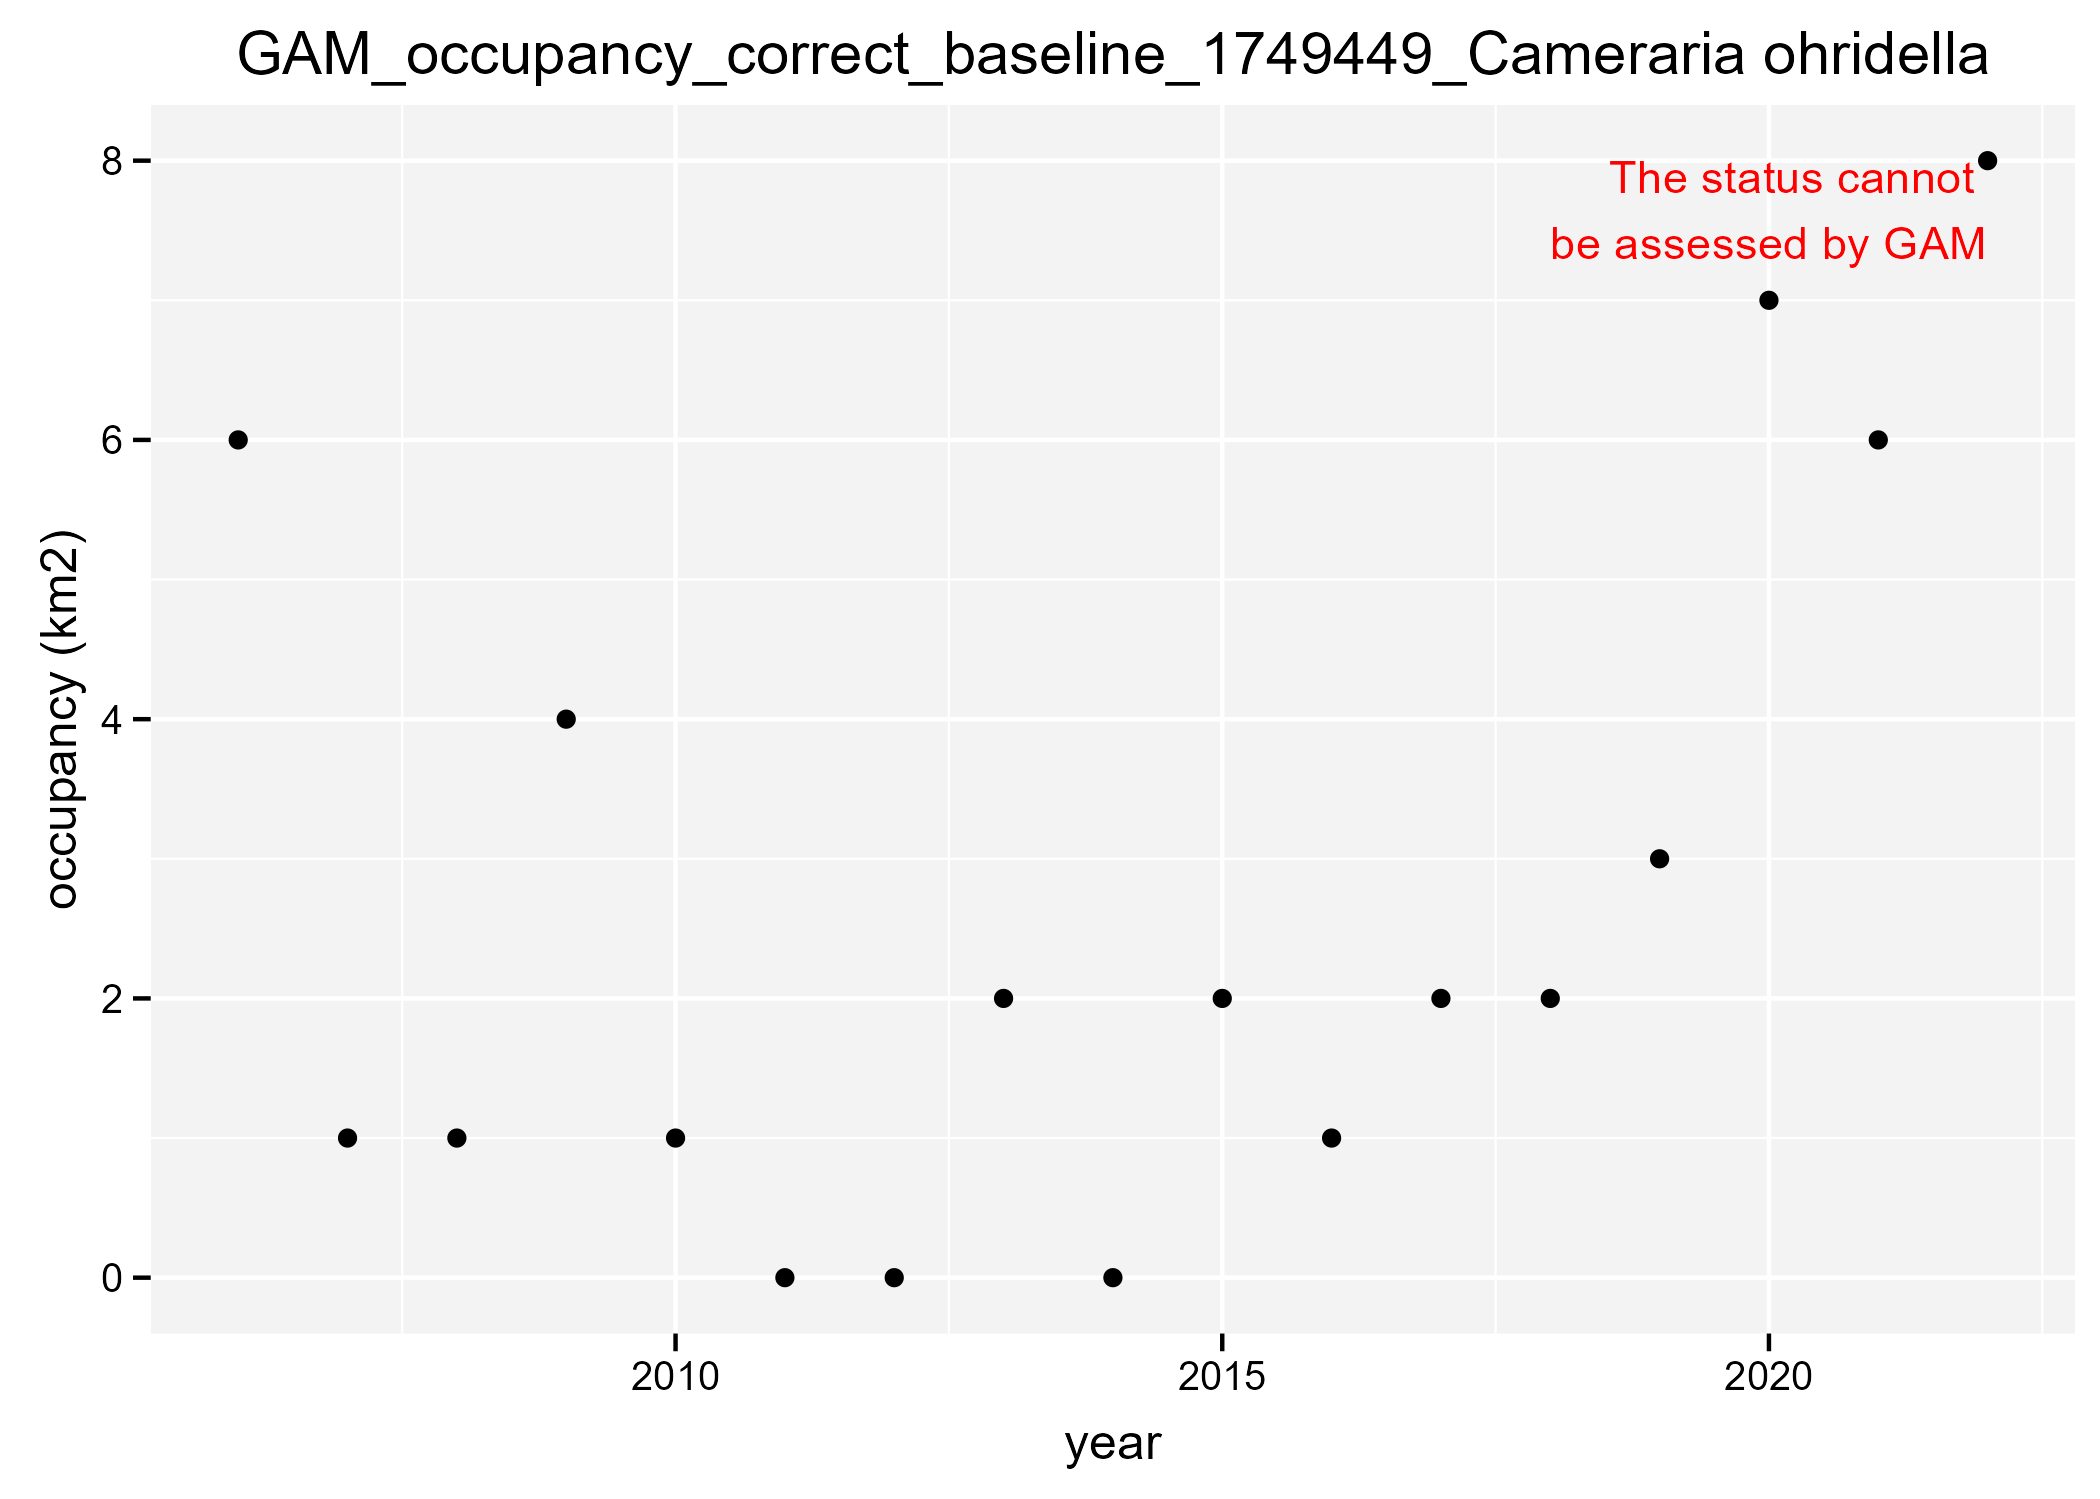 GAM_occupancy_correct_baseline_1749449_Cameraria ohridella
8
The status cannot
be assessed by GAM
6
occupancy (km2)
4
2
0
2010
2015
2020
year